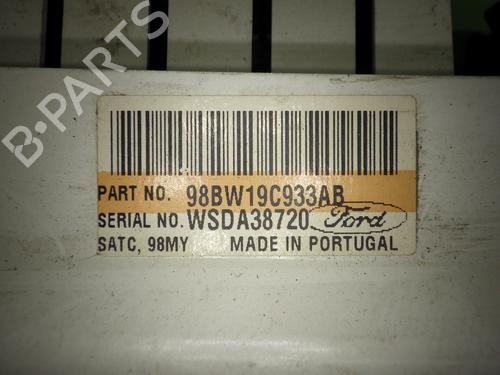 B-PARTS
PART NO. 98BW19C933AB
SERIAL NO. WSDA38720 Ford
SATC, 98MY MADE IN PORTUGAL